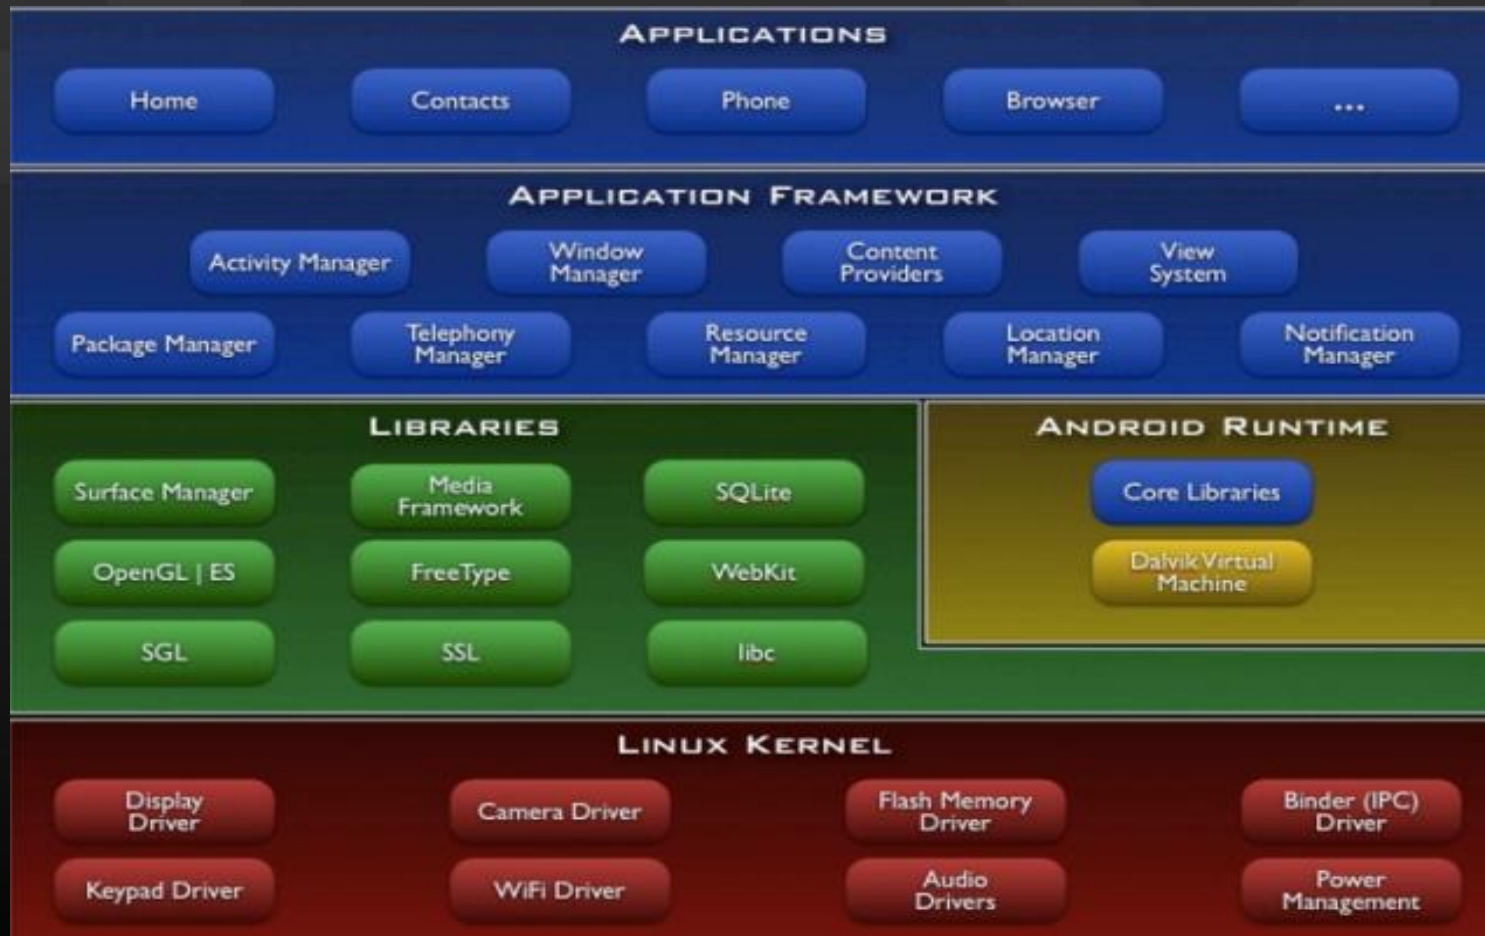 APPLICATIONS
Home
Contacts
Phone
Browser
...
APPLICATION FRAMEWORK
Activity Manager
Window
Manager
Content
Providers
View
System
Package Manager
Telephony
Manager
Resource
Manager
Location
Manager
Notification
Manager
LIBRARIES
Surface Manager
Media
Framework
SQLite
OpenGL | ES
FreeType
WebKit
SGL
SSL
libc
ANDROID RUNTIME
Core Libraries
Dalvik Virtual
Machine
LINUX KERNEL
Display
Driver
Camera Driver
Flash Memory
Driver
Binder (IPC)
Driver
Keypad Driver
WiFi Driver
Audio
Drivers
Power
Management